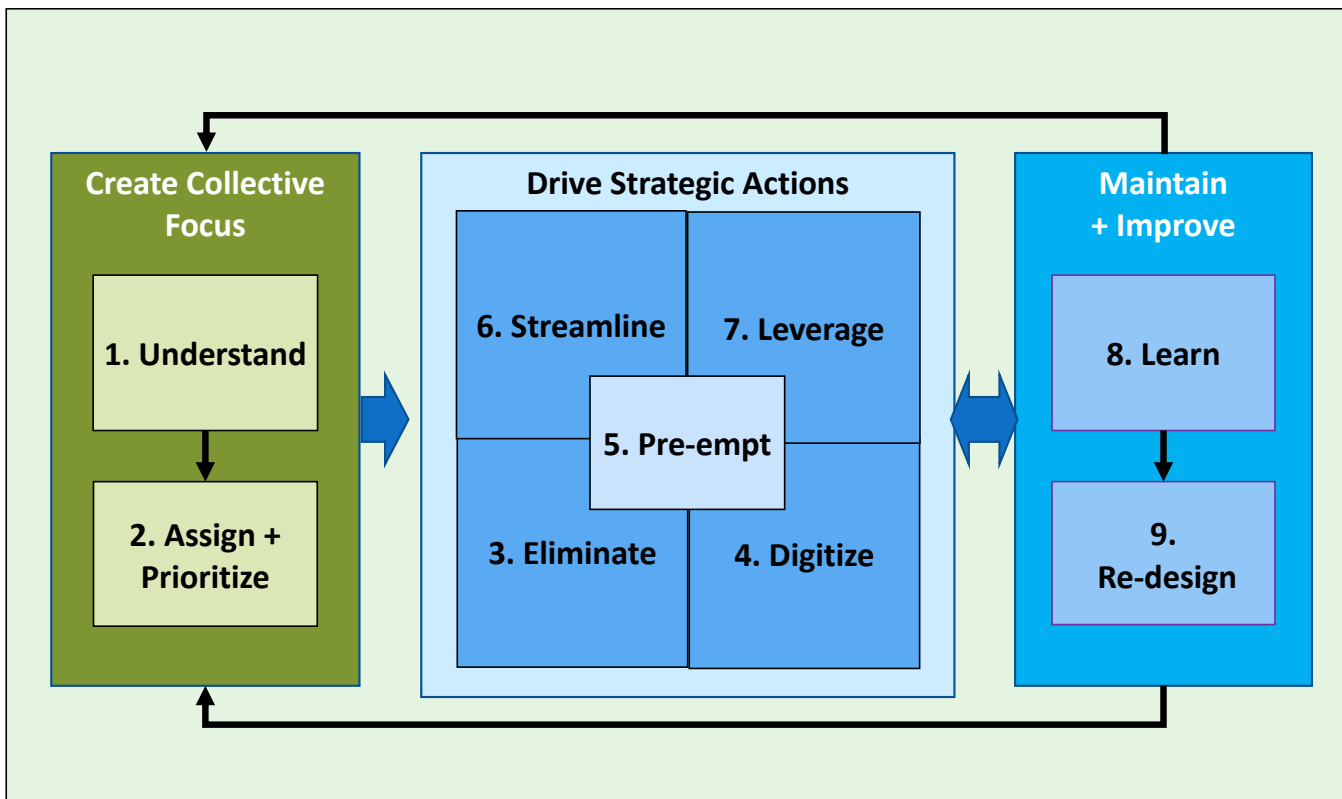 Create Collective
Focus
1. Understand
2. Assign +
Prioritize
Drive Strategic Actions
6. Streamline
7. Leverage
5. Pre-empt
3. Eliminate
4. Digitize
Maintain
+ Improve
8. Learn
9.
Re-design